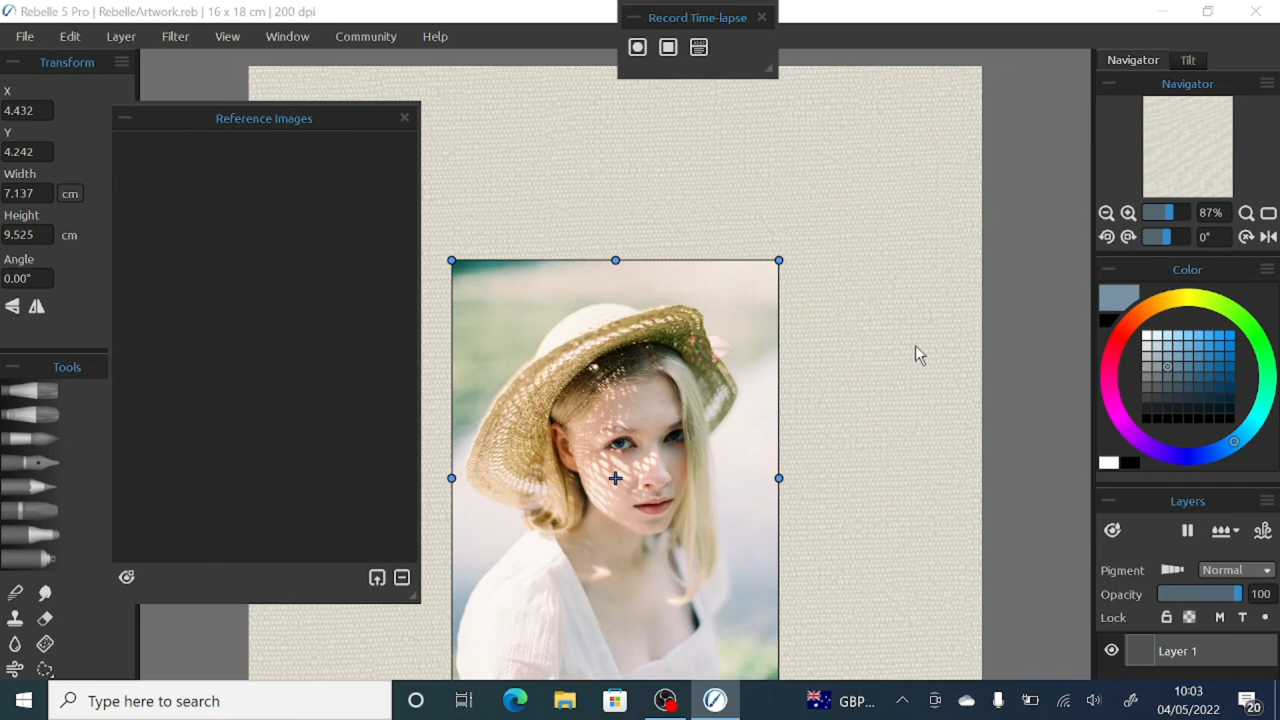 Rebelle 5 Pro | RebelleArtwork.reb | 16 x 18 cm | 200 dpi
Record Time-lapse
File Edit Layer Filter View Window Community Help
Transform
X
4.432
Y
4.242
Width
7.137 cm
Height
9.525 cm
Angle
0.00°
Tools
Reference Images
Navigator Tilt
Navigator
87%
0°
Color
Layers
Pigment Normal
Opacity 100
Lock M T
Layer 1
Type here to search
GBP...
10:03
04/05/2022
20